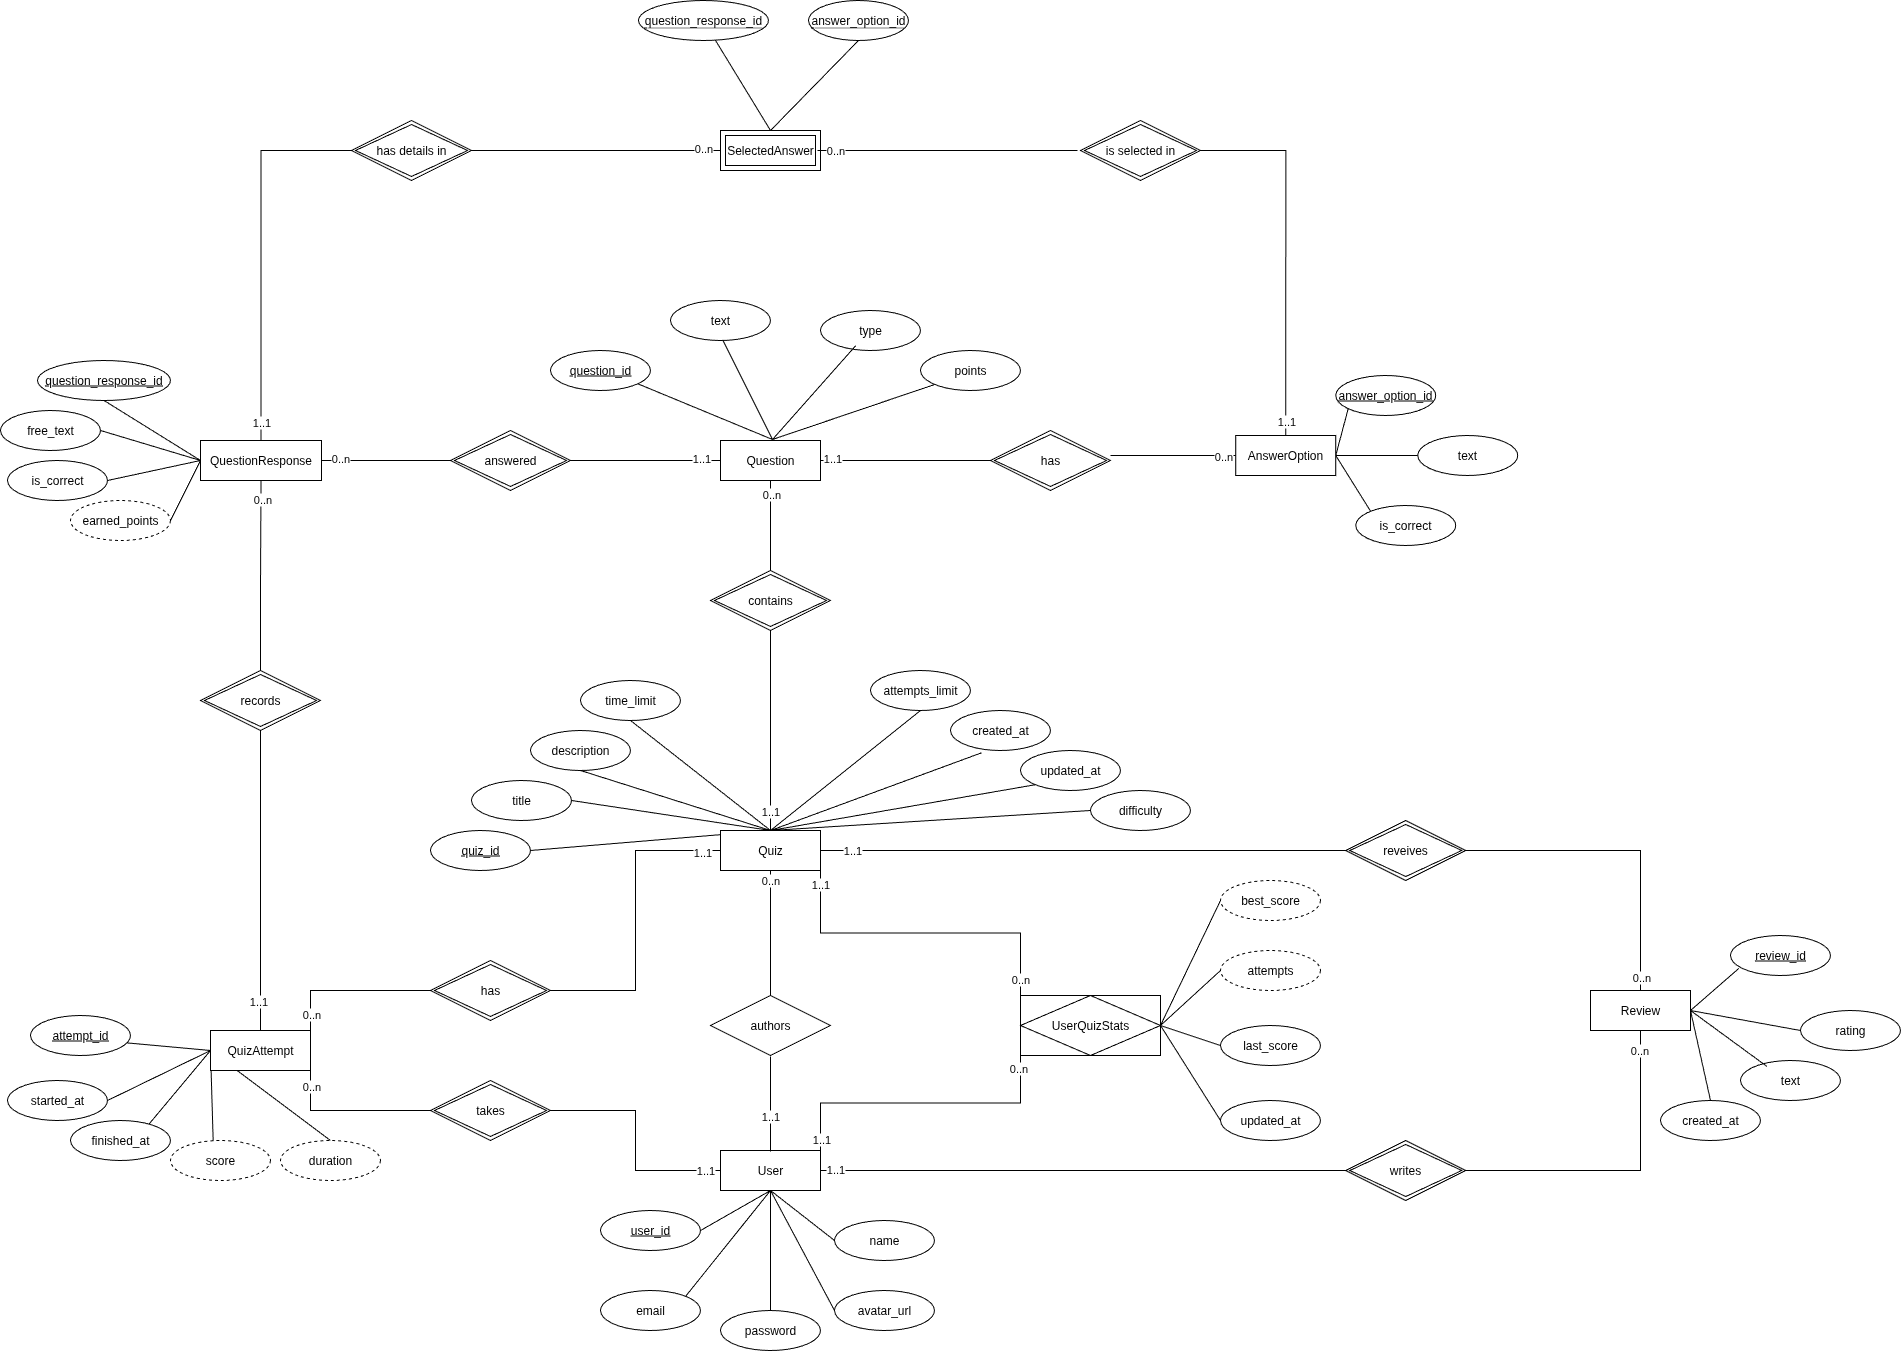 question_response_id
answer_option_id
has details in
0..n
SelectedAnswer
0..n
is selected in
text
type
question_id
points
question_response_id
answer_option_id
1..1
1..1
free_text
QuestionResponse
0..n
answered
1..1
Question
1..1
has
0..n
AnswerOption
text
is_correct
0..n
0..n
earned_points
is_correct
contains
records
time_limit
attempts_limit
created_at
description
updated_at
title
difficulty
1..1
quiz_id
1..1
Quiz
1..1
reveives
0..n
1..1
best_score
attempts
review_id
0..n
0..n
has
1..1
0..n
Review
rating
authors
UserQuizStats
attempt_id
QuizAttempt
last_score
0..n
0..n
0..n
text
started_at
takes
1..1
updated_at
created_at
finished_at
1..1
score
duration
1..1
User
1..1
writes
user_id
name
email
avatar_url
password